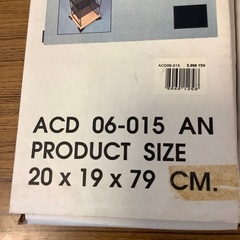 ACD06-015 2,980 YEN
ACD 06-015 AN
PRODUCT SIZE
20 x 19 x 79 CM.